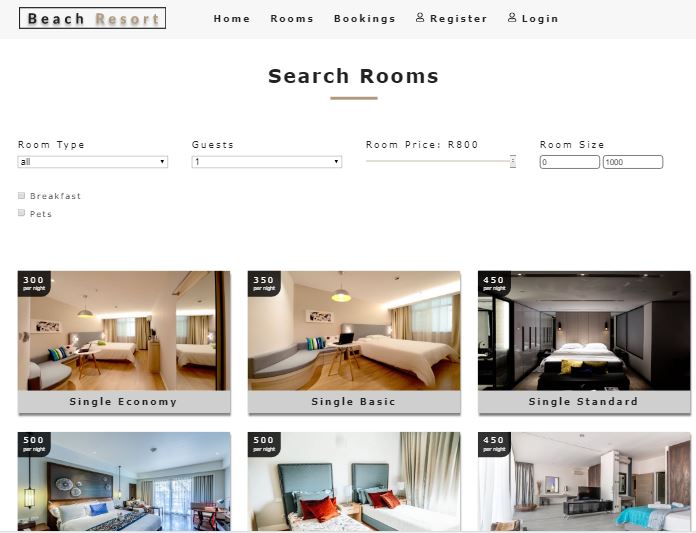 Beach Resort
Home Rooms Bookings Register Login
Search Rooms
Room Type Guests Room Price: R800 Room Size
all 1 0 1000
Breakfast
Pets
300 350 450
per night per night per night
Single Economy Single Basic Single Standard
500 500 450
per night per night per night